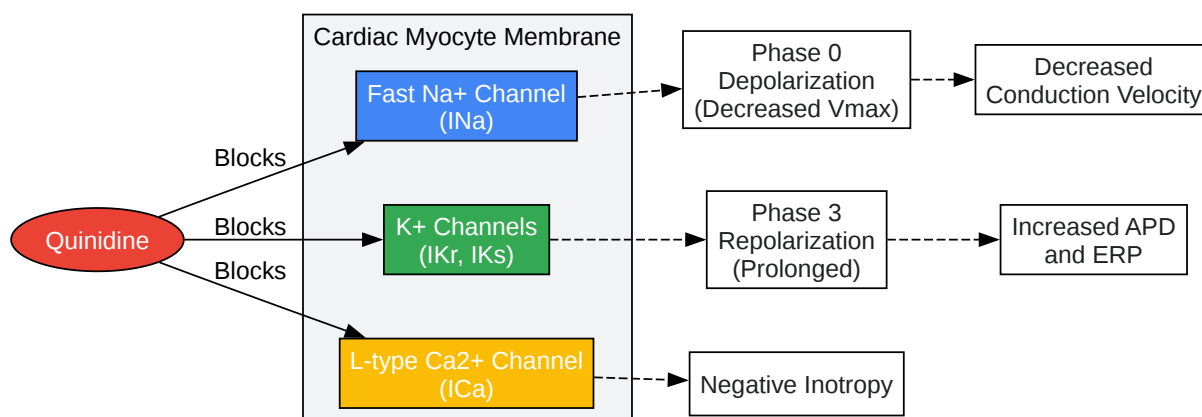 Cardiac Myocyte Membrane
Quinidine
Blocks
Blocks
Blocks
Fast Na+ Channel
(INa)
Phase 0
Depolarization
(Decreased Vmax)
Decreased
Conduction Velocity
K+ Channels
(IKr, IKs)
Phase 3
Repolarization
(Prolonged)
Increased APD
and ERP
L-type Ca2+ Channel
(ICa)
Negative Inotropy